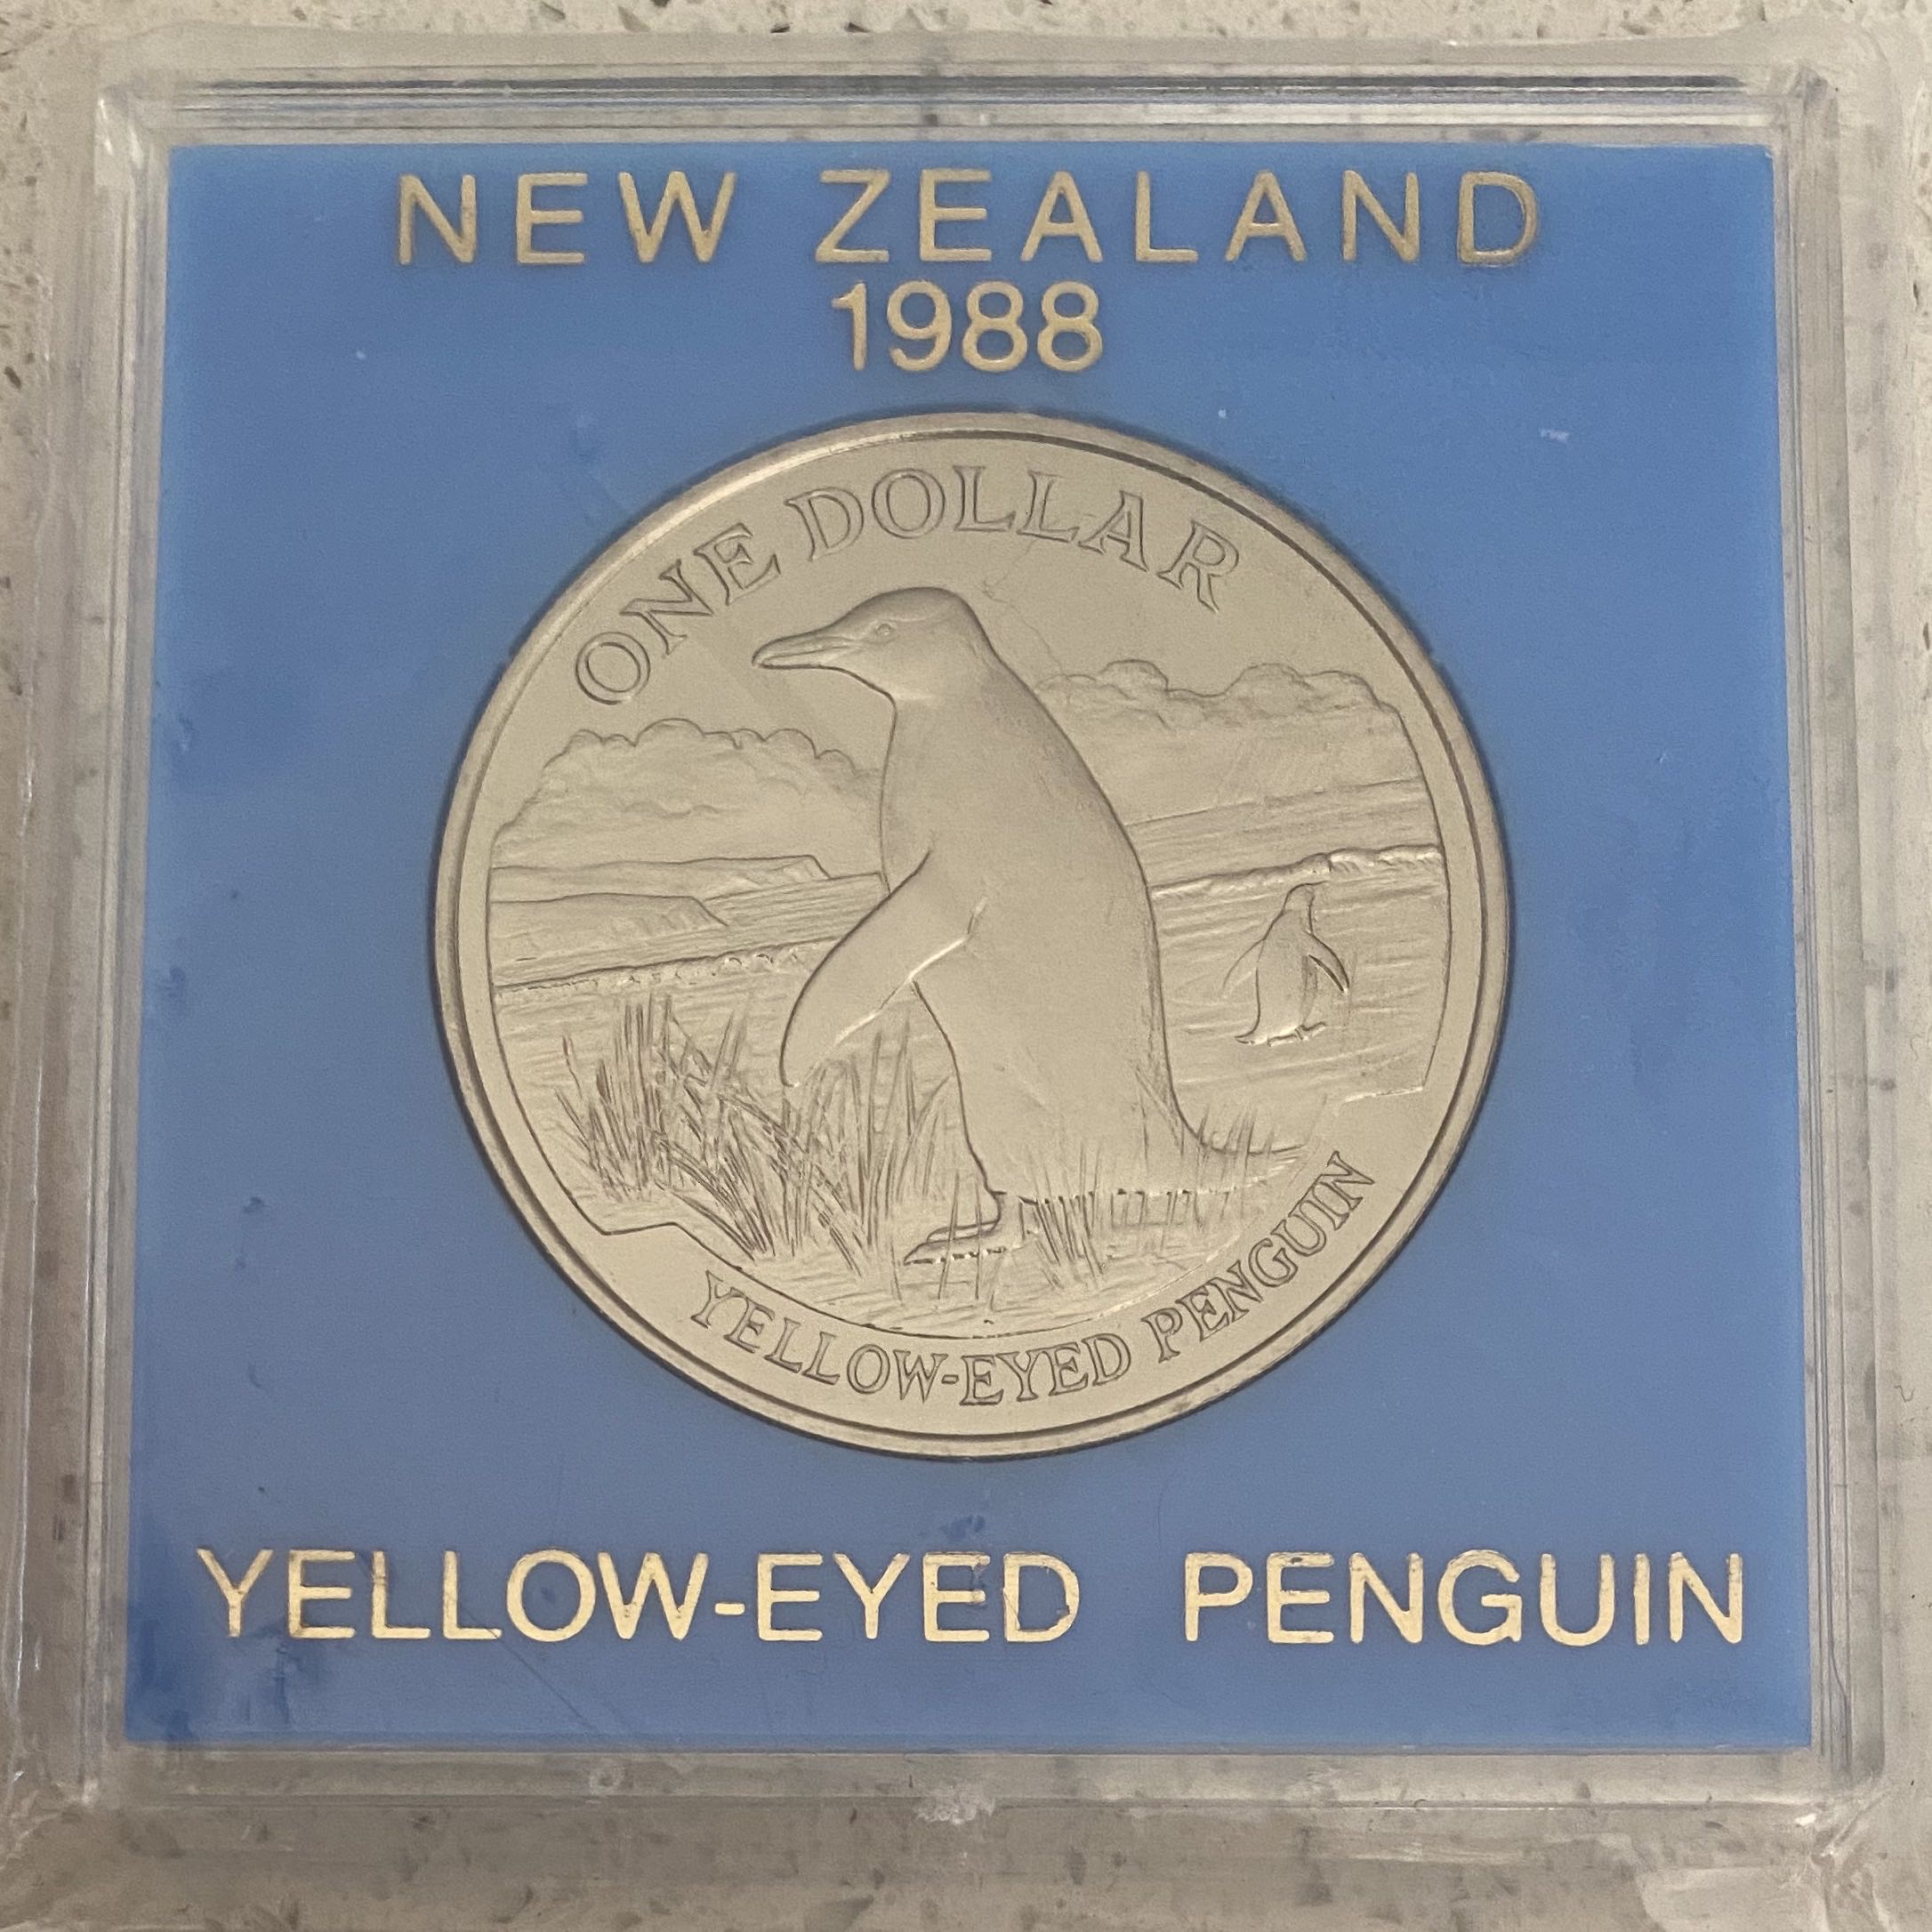 NEW ZEALAND
1988
ONE DOLLAR
YELLOW-EYED PENGUIN
YELLOW-EYED PENGUIN